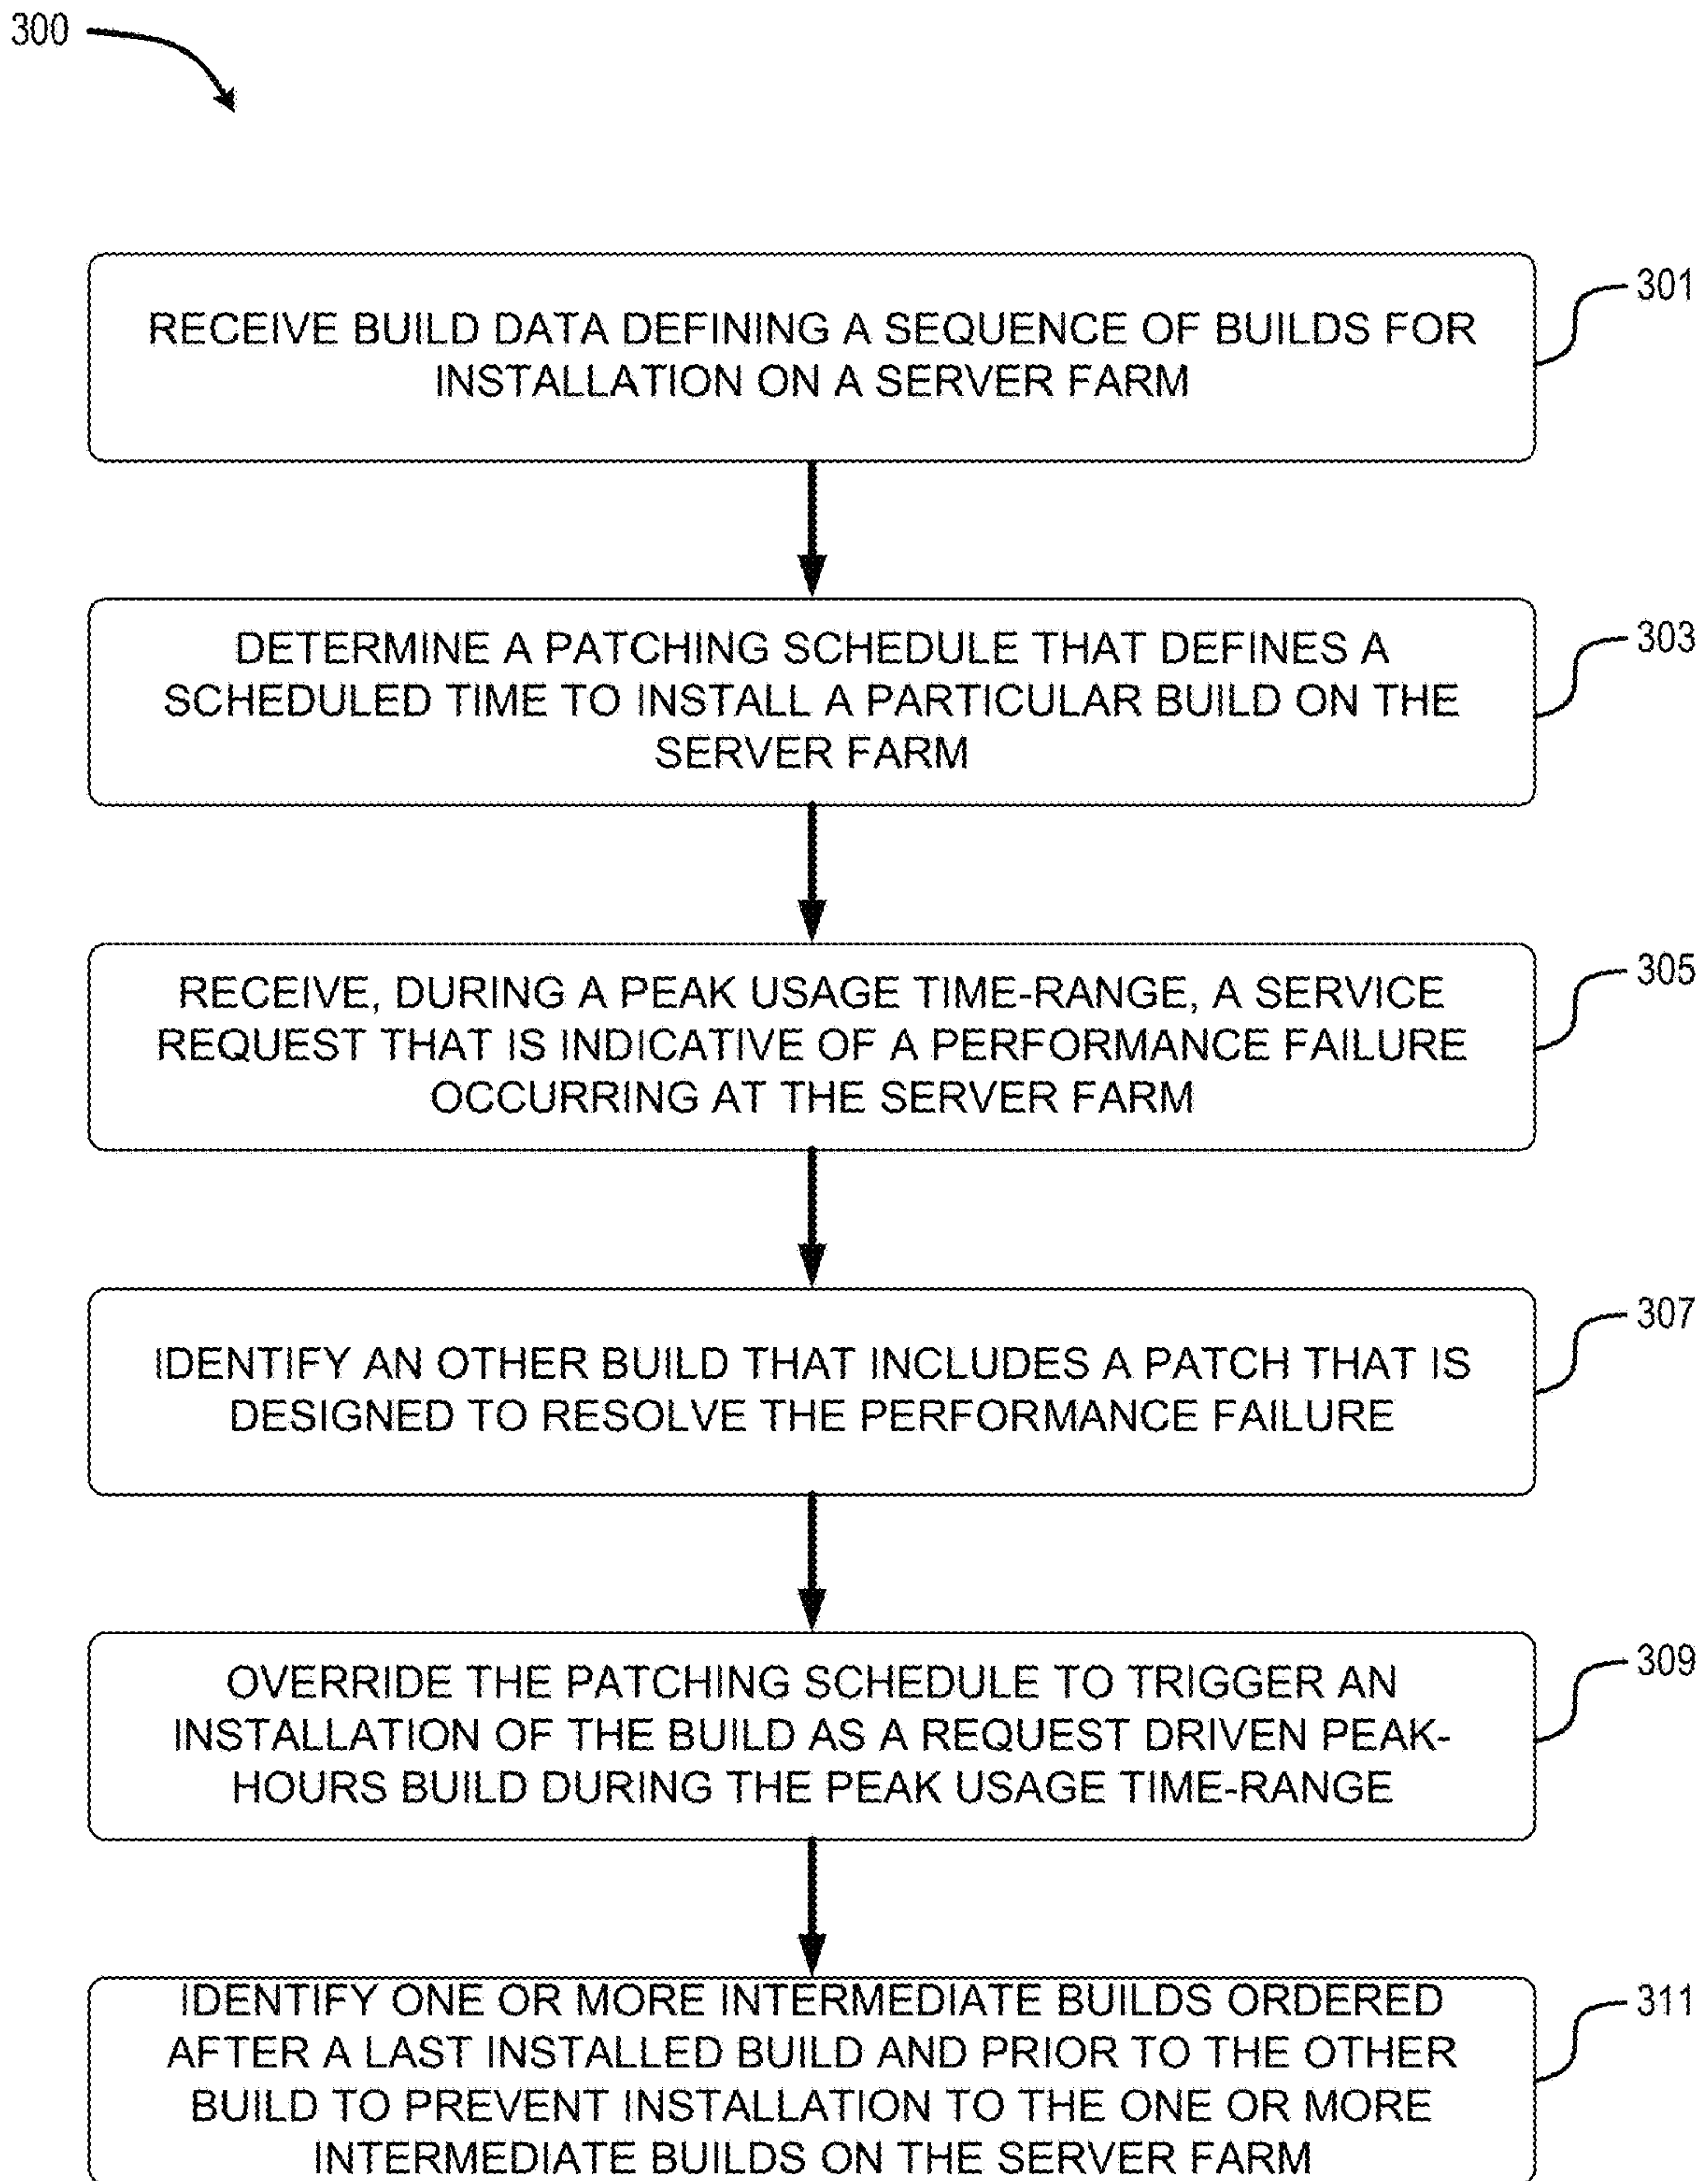 300
RECEIVE BUILD DATA DEFINING A SEQUENCE OF BUILDS FOR
INSTALLATION ON A SERVER FARM
301
DETERMINE A PATCHING SCHEDULE THAT DEFINES A
SCHEDULED TIME TO INSTALL A PARTICULAR BUILD ON THE
SERVER FARM
303
RECEIVE, DURING A PEAK USAGE TIME-RANGE, A SERVICE
REQUEST THAT IS INDICATIVE OF A PERFORMANCE FAILURE
OCCURRING AT THE SERVER FARM
305
IDENTIFY AN OTHER BUILD THAT INCLUDES A PATCH THAT IS
DESIGNED TO RESOLVE THE PERFORMANCE FAILURE
307
OVERRIDE THE PATCHING SCHEDULE TO TRIGGER AN
INSTALLATION OF THE BUILD AS A REQUEST DRIVEN PEAK-
HOURS BUILD DURING THE PEAK USAGE TIME-RANGE
309
IDENTIFY ONE OR MORE INTERMEDIATE BUILDS ORDERED
AFTER A LAST INSTALLED BUILD AND PRIOR TO THE OTHER
BUILD TO PREVENT INSTALLATION TO THE ONE OR MORE
INTERMEDIATE BUILDS ON THE SERVER FARM
311